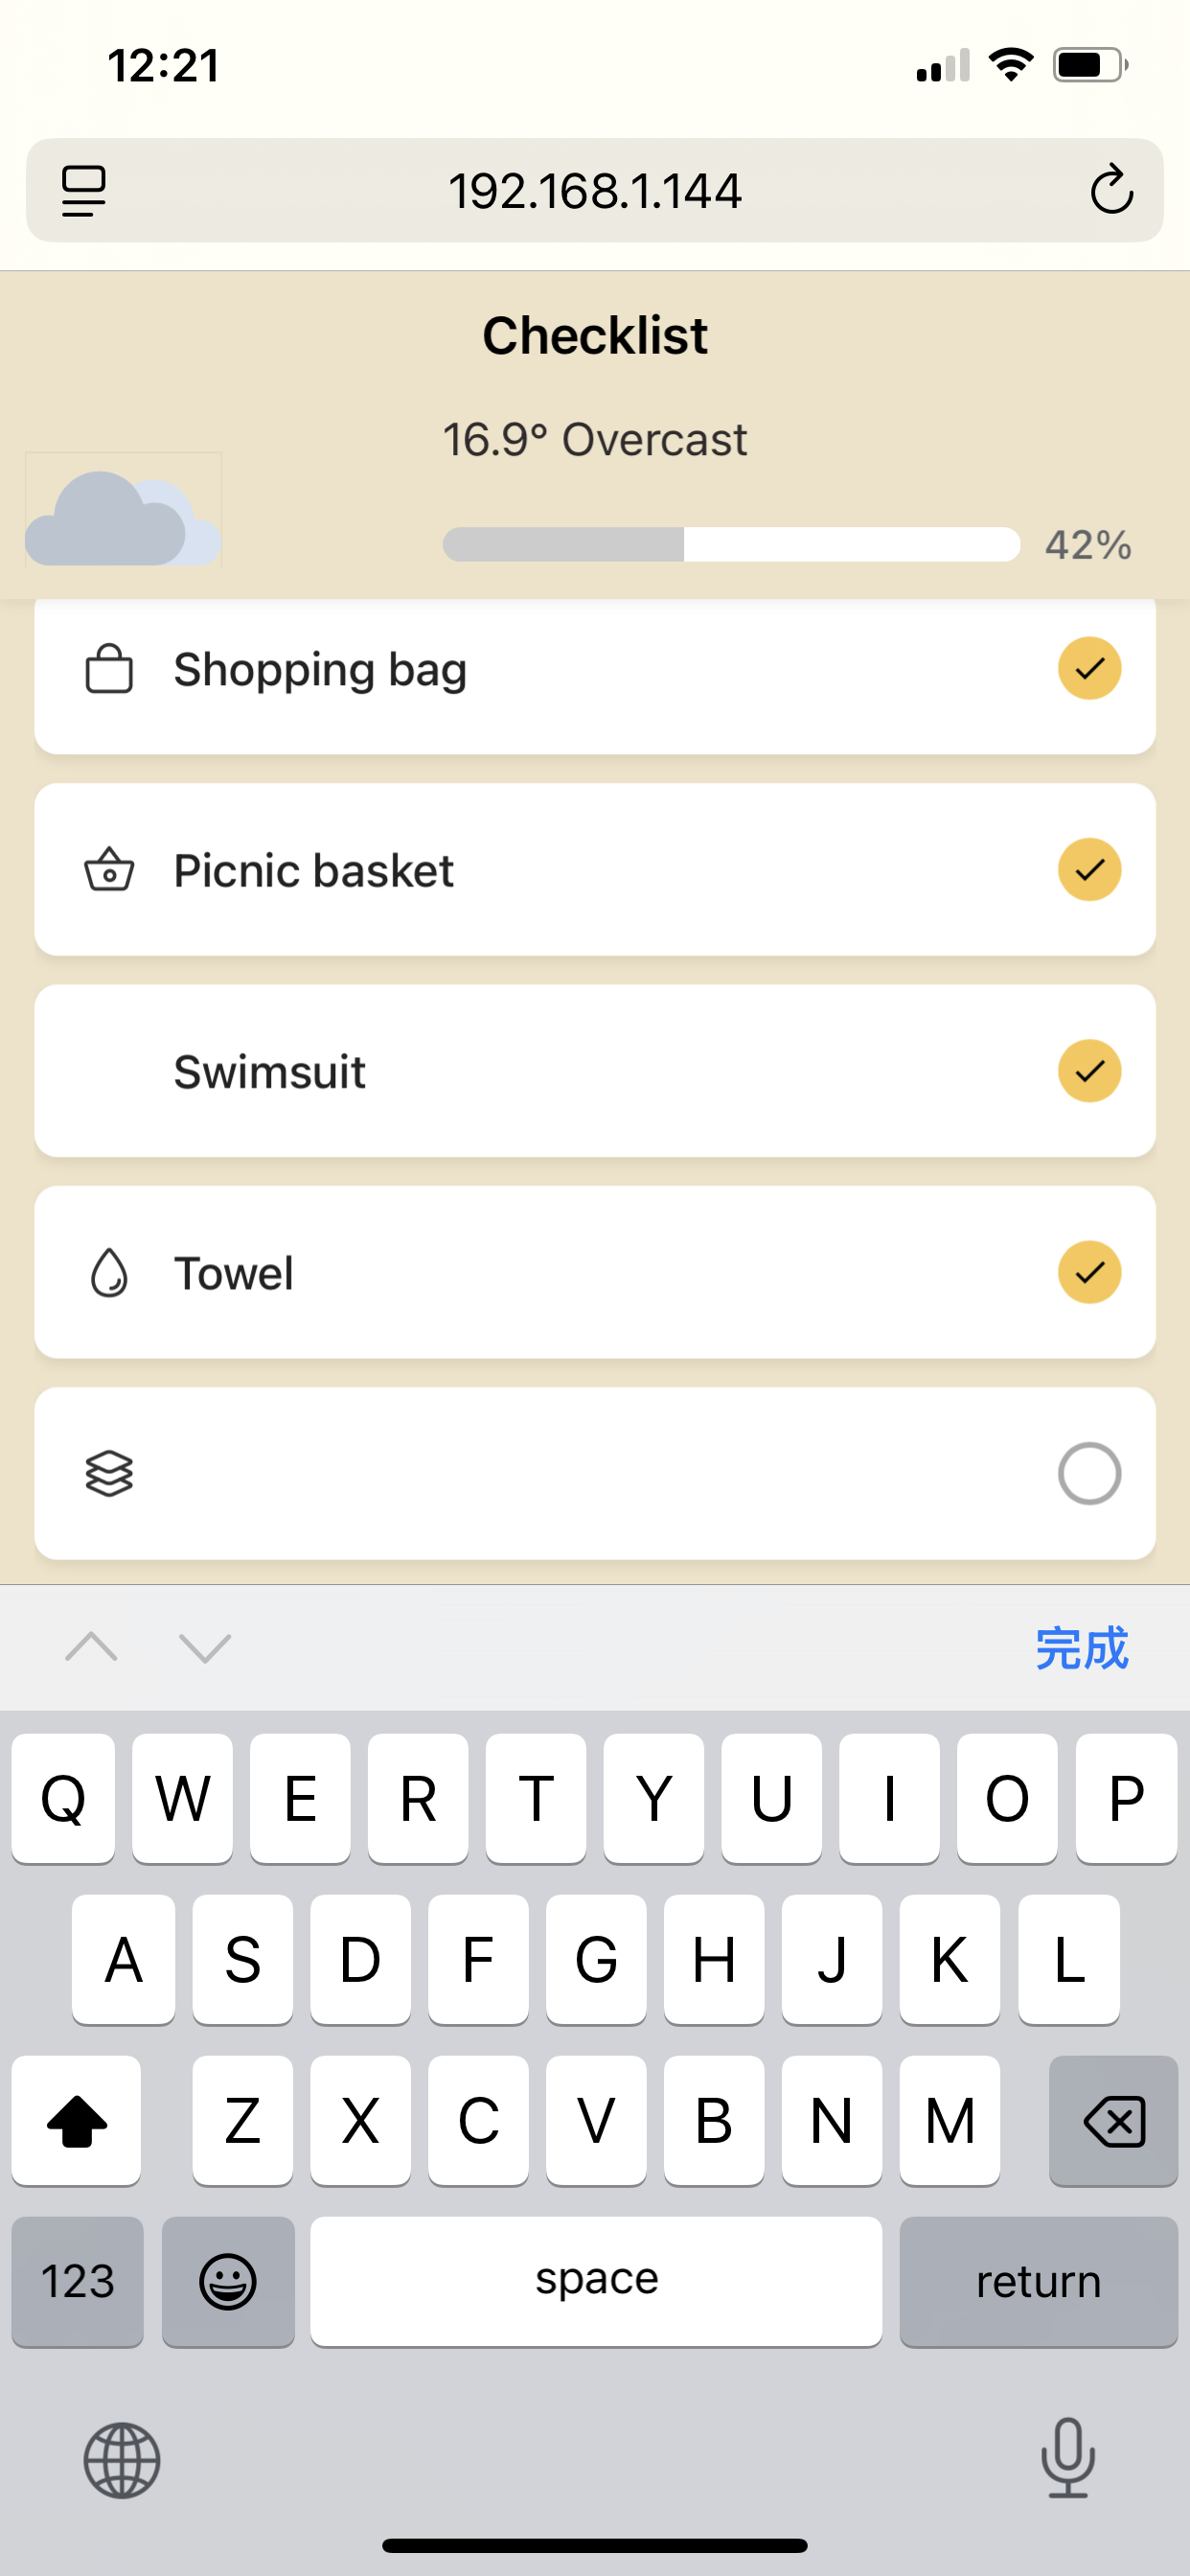 12:21
192.168.1.144
Checklist
16.9° Overcast
42%
Shopping bag
Picnic basket
Swimsuit
Towel
完成
Q W E R T Y U I O P
A S D F G H J K L
Z X C V B N M
123 space return